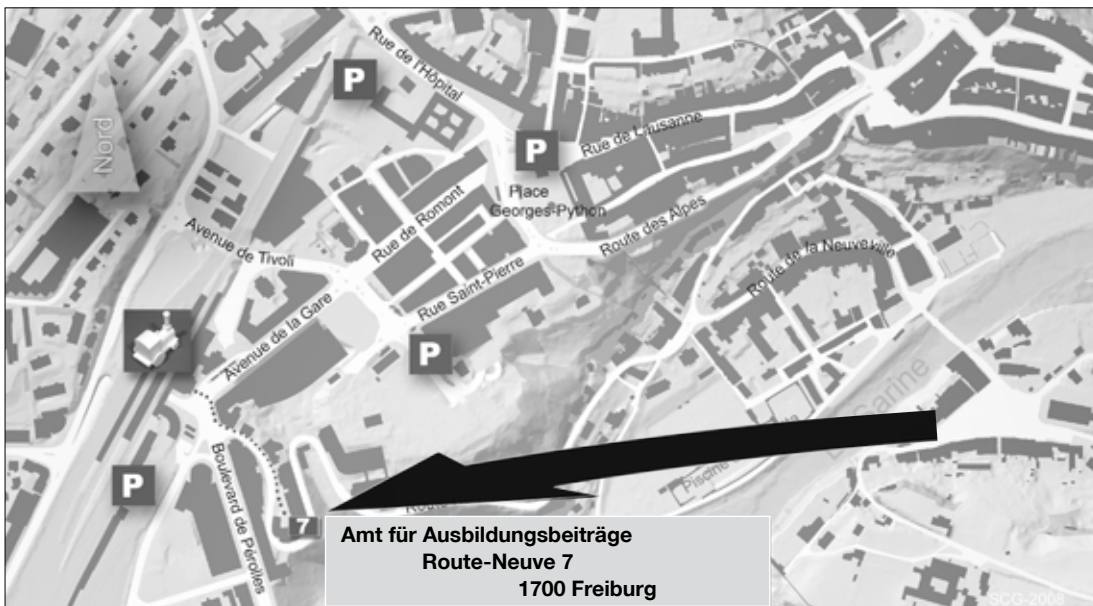 Rue de l'Hôpital
P
Nord
P
Rue de Lausanne
Place
Georges-Python
Rue de Romont
Route des Alpes
Avenue de Tivoli
Route de la Neuveville
Rue Saint-Pierre
Avenue de la Gare
P
Sarine
P
Boulevard de Pérolles
Piscine
7
Amt für Ausbildungsbeiträge
Route-Neuve 7
1700 Freiburg
SCG-2008